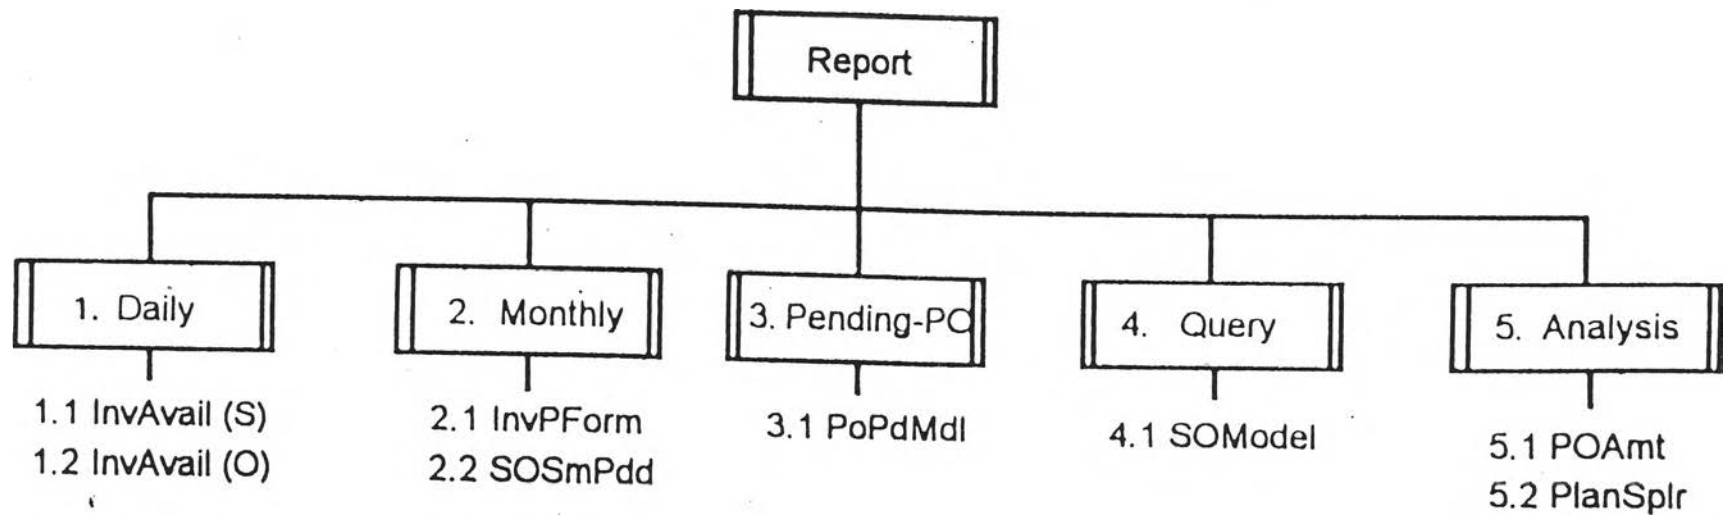 Report
1. Daily
2. Monthly
3. Pending-PO
4. Query
5. Analysis
1.1 InvAvail (S)
1.2 InvAvail (O)
2.1 InvPForm
2.2 SOSmPdd
3.1 PoPdMdl
4.1 SOModel
5.1 POAmt
5.2 PlanSplr